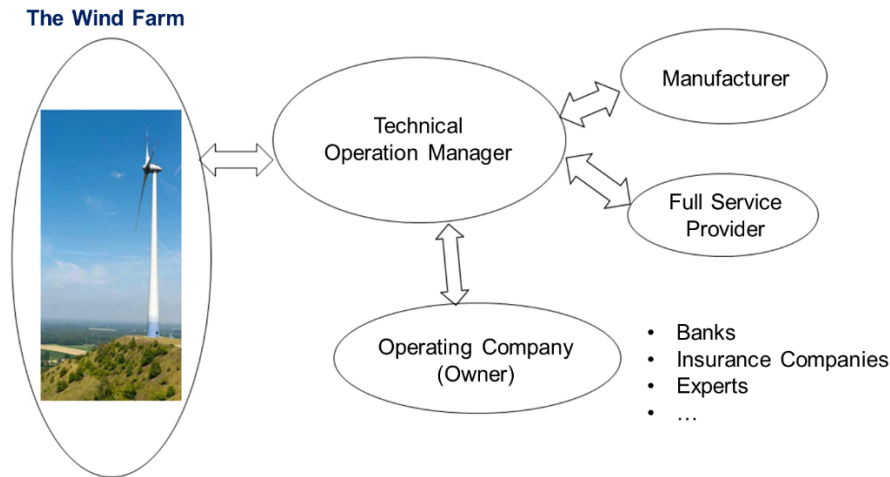 The Wind Farm
Technical
Operation Manager
Manufacturer
Full Service
Provider
Operating Company
(Owner)
• Banks
• Insurance Companies
• Experts
• …